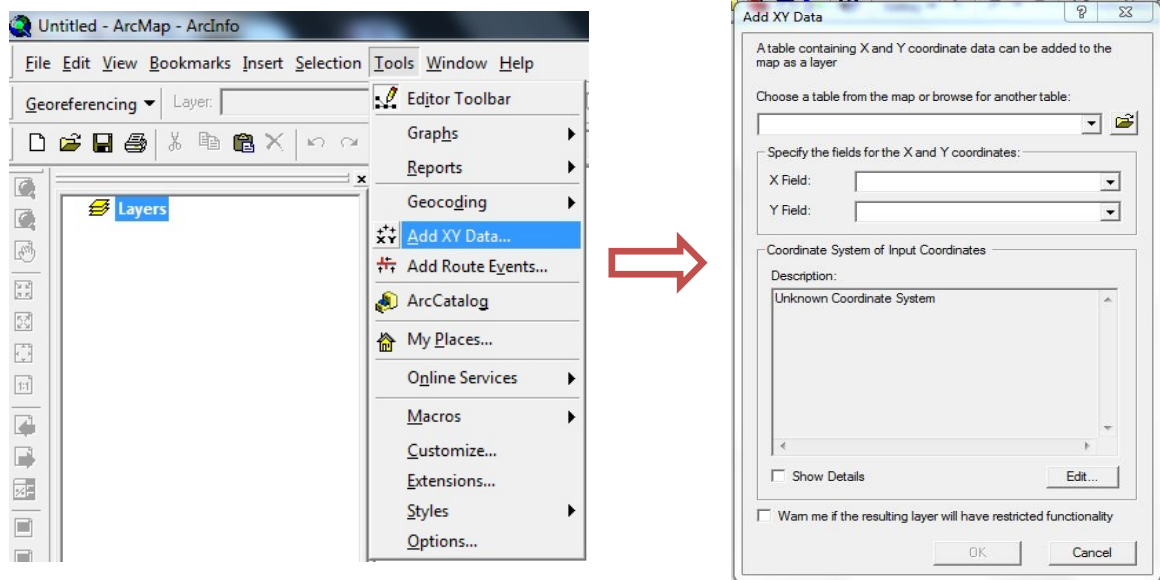 Untitled - ArcMap - ArcInfo
File Edit View Bookmarks Insert Selection Tools Window Help
Georeferencing Layer:
Layers
Editor Toolbar
Graphs
Reports
Geocoding
Add XY Data...
Add Route Events...
ArcCatalog
My Places...
Online Services
Macros
Customize...
Extensions...
Styles
Options...
1:1
Add XY Data
A table containing X and Y coordinate data can be added to the
map as a layer
Choose a table from the map or browse for another table:
Specify the fields for the X and Y coordinates:
X Field:
Y Field:
Coordinate System of Input Coordinates
Description:
Unknown Coordinate System
Show Details
Edit...
Warn me if the resulting layer will have restricted functionality
OK
Cancel